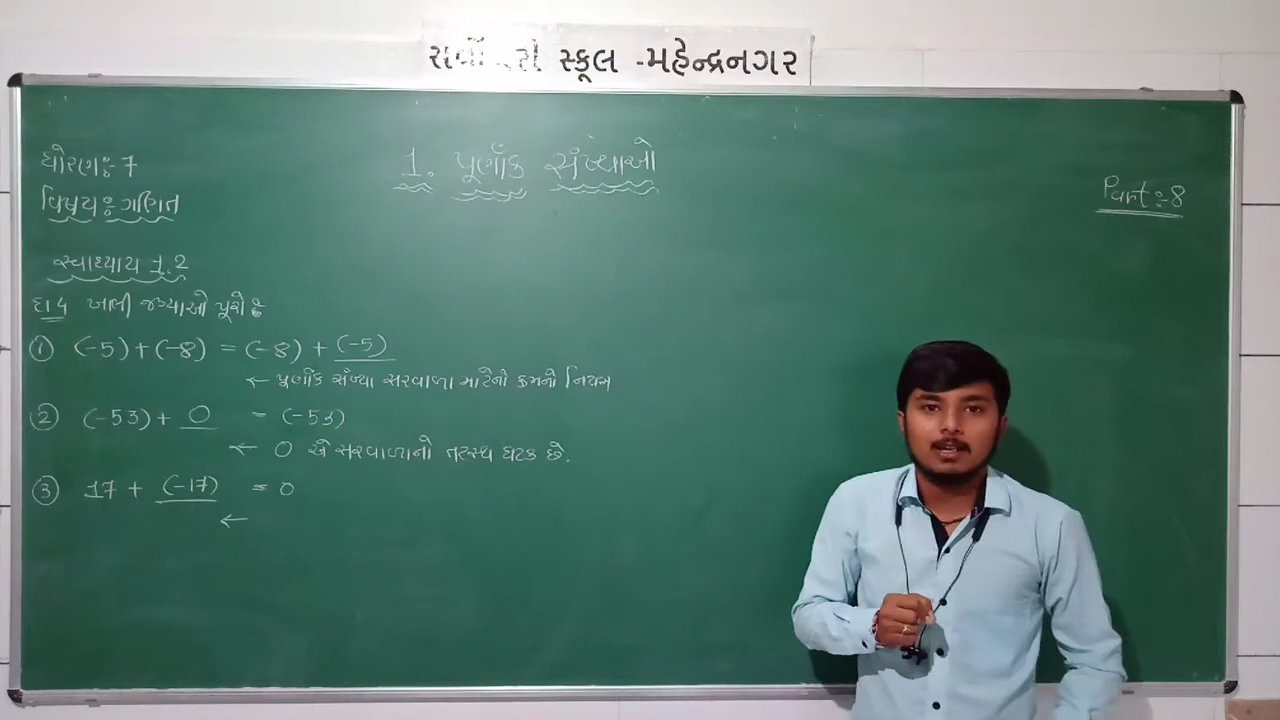 સ્કૂલ -મહેન્દ્રનગર
ધોરણઃ- 7
1. પૂર્ણાંક સંખ્યાઓ
Part:-8
વિષયઃ- ગણિત
સ્વાધ્યાય 1.2
દા 4 ખાલી જગ્યાઓ પૂરો ઃ
① (-5)+(-8) = (-8) + (-5)
← પૂર્ણાંક સંખ્યા સરવાળા માટેનો ક્રમનો નિયમ
② (-53) + 0 = (-53)
← 0 એ સરવાળાનો તટસ્થ ઘટક છે.
③ 17 + (-17) = 0
←